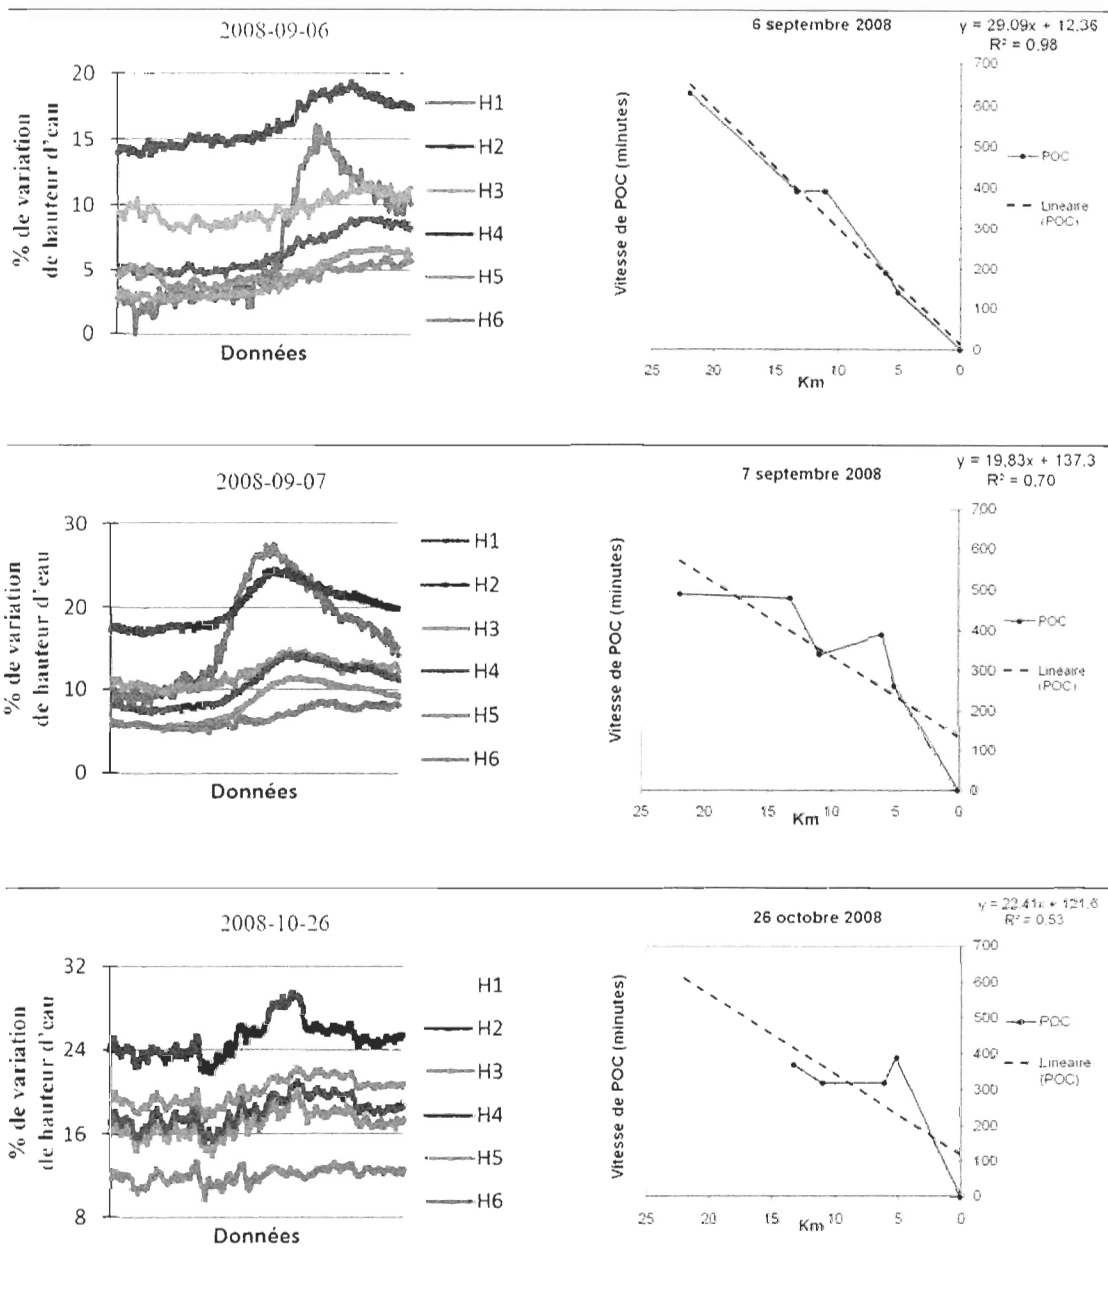 2008-09-06
% de variation
de hauteur d'eau
20
15
10
5
0
Données
H1
H2
H3
H4
H5
H6
6 septembre 2008
y = 29.09x + 12.36
R² = 0.98
Vitesse de POC (minutes)
700
600
500
400
300
200
100
0
25 20 15 10 5 0
Km
POC
Linéaire
(POC)
2008-09-07
% de variation
de hauteur d'eau
30
20
10
0
Données
H1
H2
H3
H4
H5
H6
7 septembre 2008
y = 19.83x + 137.3
R² = 0.70
Vitesse de POC (minutes)
700
600
500
400
300
200
100
0
25 20 15 10 5 0
Km
POC
Linéaire
(POC)
2008-10-26
% de variation
de hauteur d'eau
32
24
16
8
Données
H1
H2
H3
H4
H5
H6
26 octobre 2008
y = 22.41x + 121.6
R² = 0.53
Vitesse de POC (minutes)
700
600
500
400
300
200
100
0
25 20 15 10 5 0
Km
POC
Linéaire
(POC)